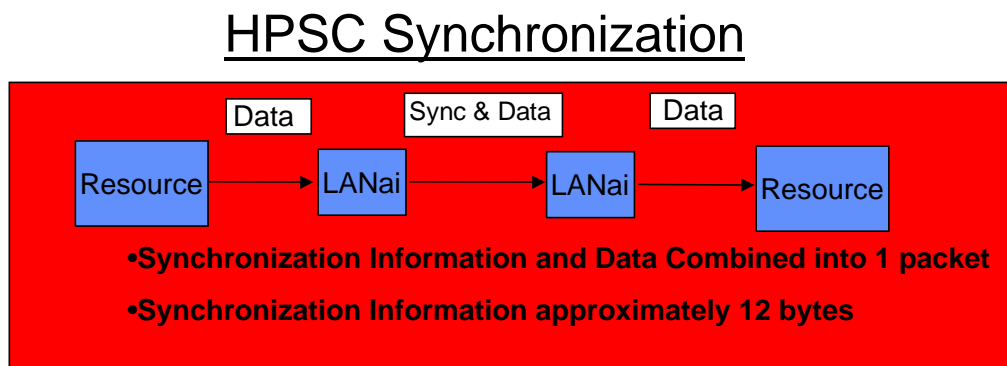 HPSC Synchronization
Data
Sync & Data
Data
Resource
LANai
LANai
Resource
•Synchronization Information and Data Combined into 1 packet
•Synchronization Information approximately 12 bytes